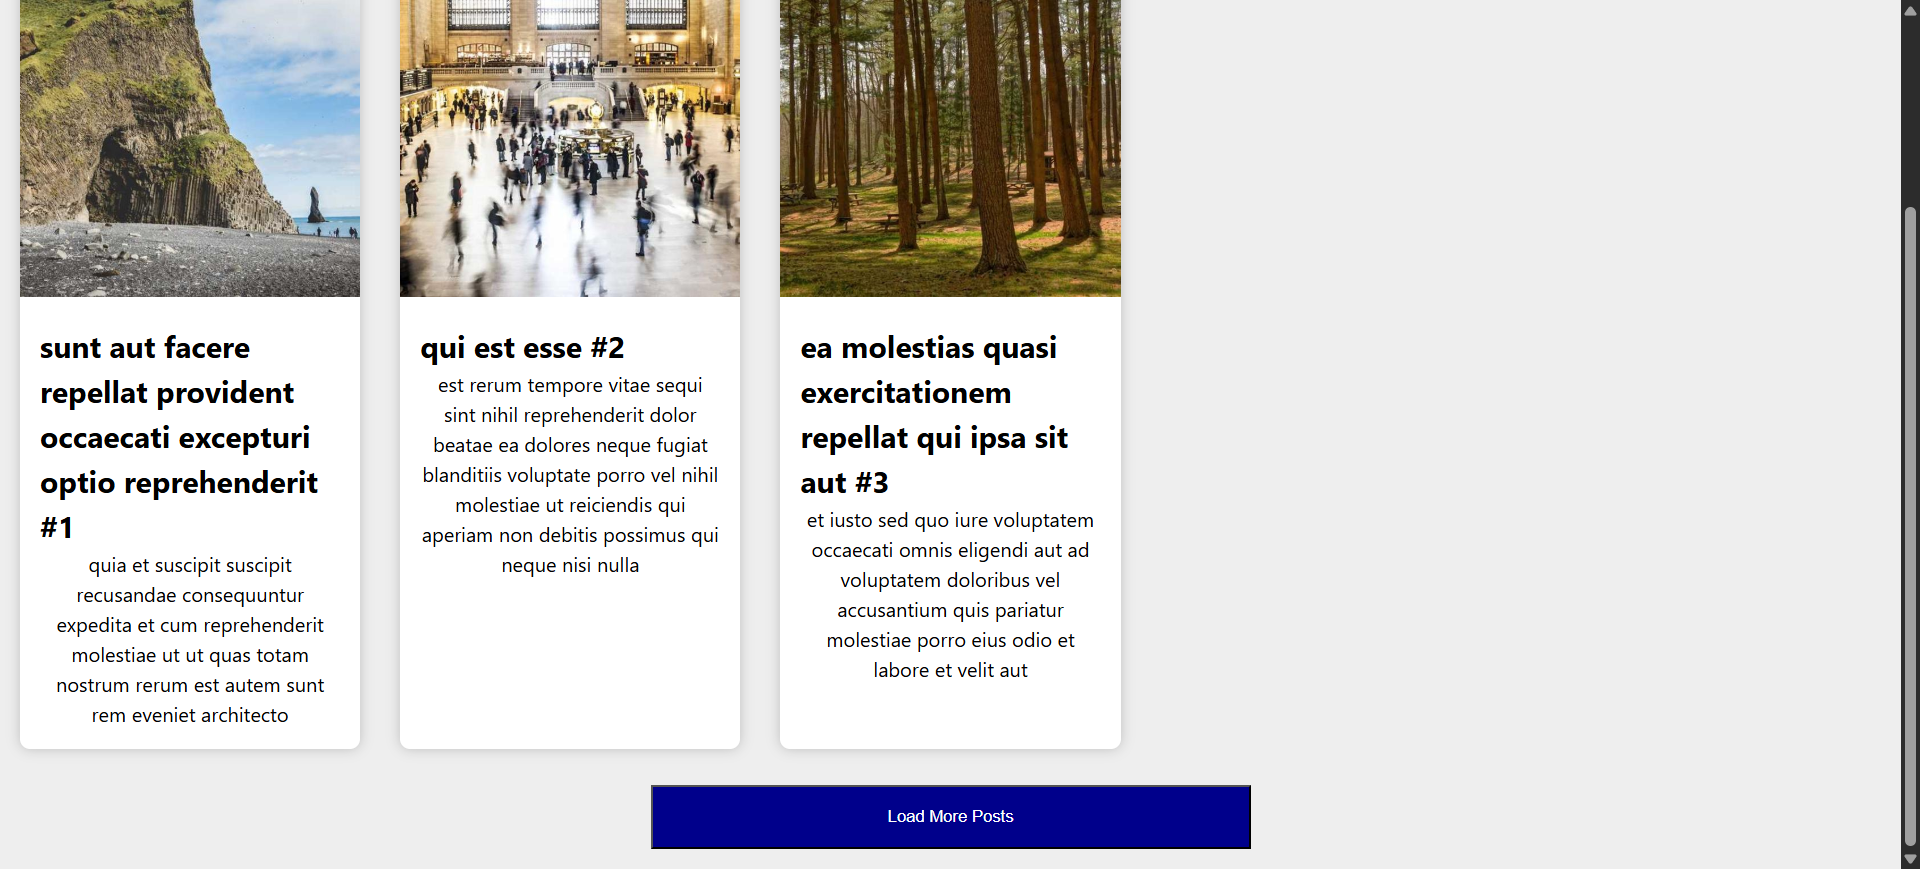 sunt aut facere
repellat provident
occaecati excepturi
optio reprehenderit
#1
quia et suscipit suscipit
recusandae consequuntur
expedita et cum reprehenderit
molestiae ut ut quas totam
nostrum rerum est autem sunt
rem eveniet architecto
qui est esse #2
est rerum tempore vitae sequi
sint nihil reprehenderit dolor
beatae ea dolores neque fugiat
blanditiis voluptate porro vel nihil
molestiae ut reiciendis qui
aperiam non debitis possimus qui
neque nisi nulla
ea molestias quasi
exercitationem
repellat qui ipsa sit
aut #3
et iusto sed quo iure voluptatem
occaecati omnis eligendi aut ad
voluptatem doloribus vel
accusantium quis pariatur
molestiae porro eius odio et
labore et velit aut
Load More Posts